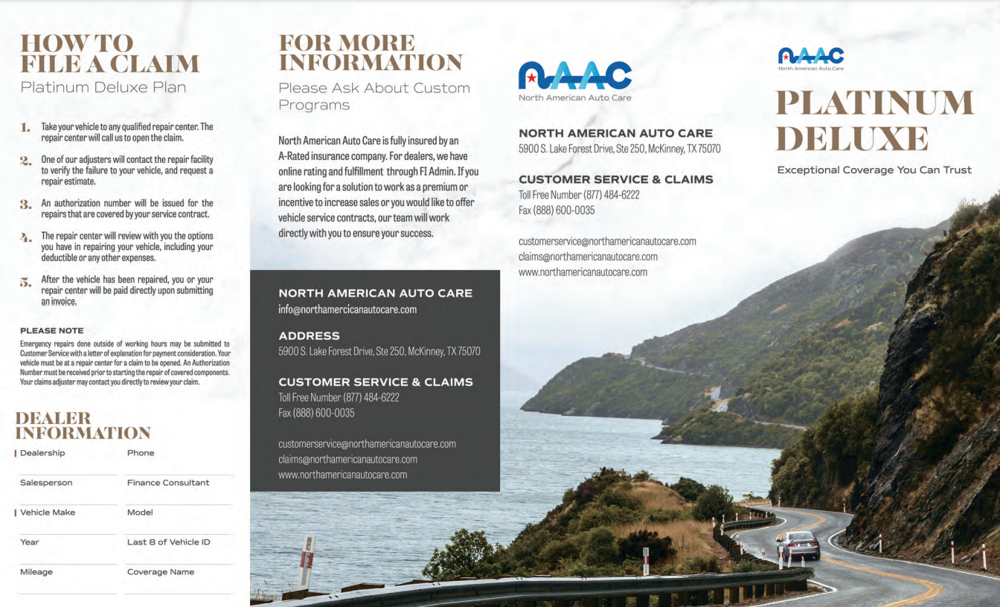 HOW TO
FILE A CLAIM
Platinum Deluxe Plan
1. Take your vehicle to any qualified repair center. The
repair center will call us to open the claim.
2. One of our adjusters will contact the repair facility
to verify the failure to your vehicle, and request a
repair estimate.
3. An authorization number will be issued for the
repairs that are covered by your service contract.
4. The repair center will review with you the options
you have in repairing your vehicle, including your
deductible or any other expenses.
5. After the vehicle has been repaired, you or your
repair center will be paid directly upon submitting
an invoice.
PLEASE NOTE
Emergency repairs done outside of working hours may be submitted to
Customer Service with a letter of explanation for payment consideration. Your
vehicle must be at a repair center for a claim to be opened. An Authorization
Number must be received prior to starting the repair of covered components.
Your claims adjuster may contact you directly to review your claim.
DEALER
INFORMATION
Dealership Phone
Salesperson Finance Consultant
Vehicle Make Model
Year Last 8 of Vehicle ID
Mileage Coverage Name
FOR MORE
INFORMATION
Please Ask About Custom
Programs
North American Auto Care is fully insured by an
A-Rated insurance company. For dealers, we have
online rating and fulfillment through FI Admin. If you
are looking for a solution to work as a premium or
incentive to increase sales or you would like to offer
vehicle service contracts, our team will work
directly with you to ensure your success.
NORTH AMERICAN AUTO CARE
info@northamercicanautocare.com
ADDRESS
5900 S. Lake Forest Drive, Ste 250, McKinney, TX 75070
CUSTOMER SERVICE & CLAIMS
Toll Free Number (877) 484-6222
Fax (888) 600-0035
customerservice@northamericanautocare.com
claims@northamericanautocare.com
www.northamericanautocare.com
NAAC
North American Auto Care
NORTH AMERICAN AUTO CARE
5900 S. Lake Forest Drive, Ste 250, McKinney, TX 75070
CUSTOMER SERVICE & CLAIMS
Toll Free Number (877) 484-6222
Fax (888) 600-0035
customerservice@northamericanautocare.com
claims@northamericanautocare.com
www.northamericanautocare.com
NAAC
North American Auto Care
PLATINUM
DELUXE
Exceptional Coverage You Can Trust